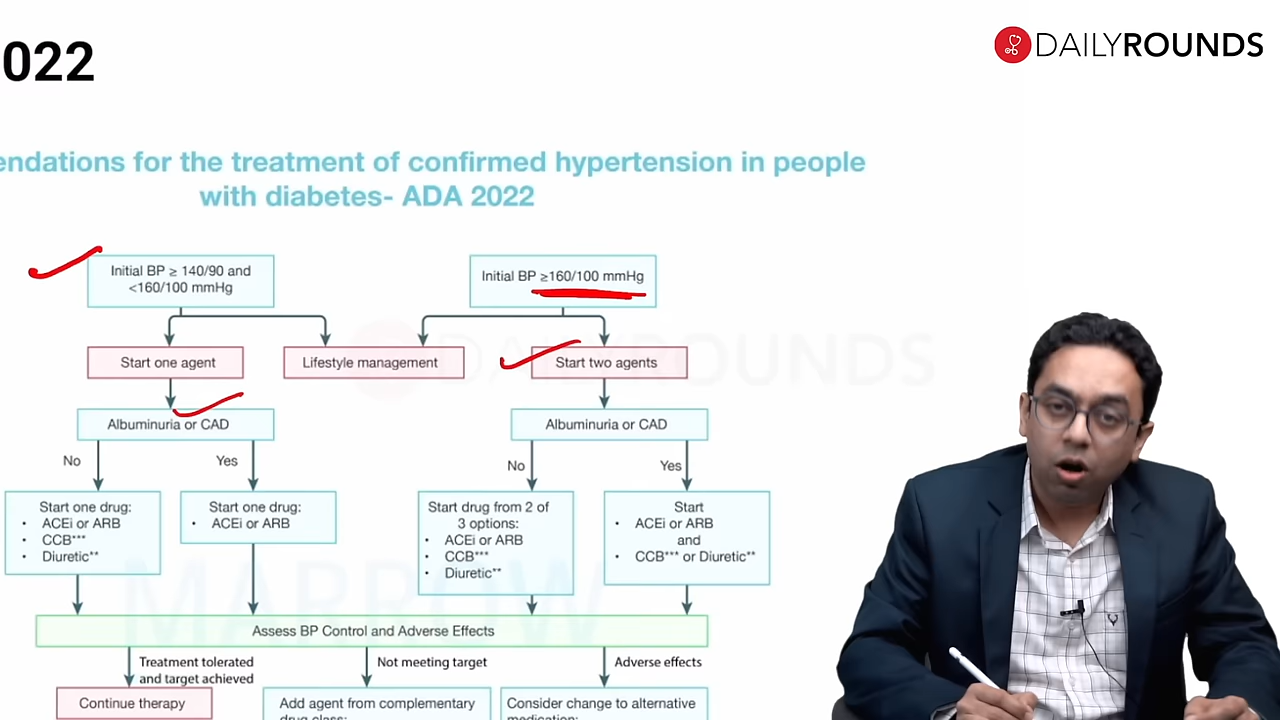 022
DAILYROUNDS
endations for the treatment of confirmed hypertension in people
with diabetes- ADA 2022
Initial BP ≥ 140/90 and
<160/100 mmHg
Initial BP ≥160/100 mmHg
Start one agent
Lifestyle management
Start two agents
Albuminuria or CAD
Albuminuria or CAD
No
Yes
No
Yes
Start one drug:
• ACEi or ARB
• CCB***
• Diuretic**
Start one drug:
• ACEi or ARB
Start drug from 2 of
3 options:
• ACEi or ARB
• CCB***
• Diuretic**
Start
• ACEi or ARB
and
• CCB*** or Diuretic**
Assess BP Control and Adverse Effects
Treatment tolerated
and target achieved
Not meeting target
Adverse effects
Continue therapy
Add agent from complementary
drug class:
Consider change to alternative
medication:
DAILYROUNDS
MARROW